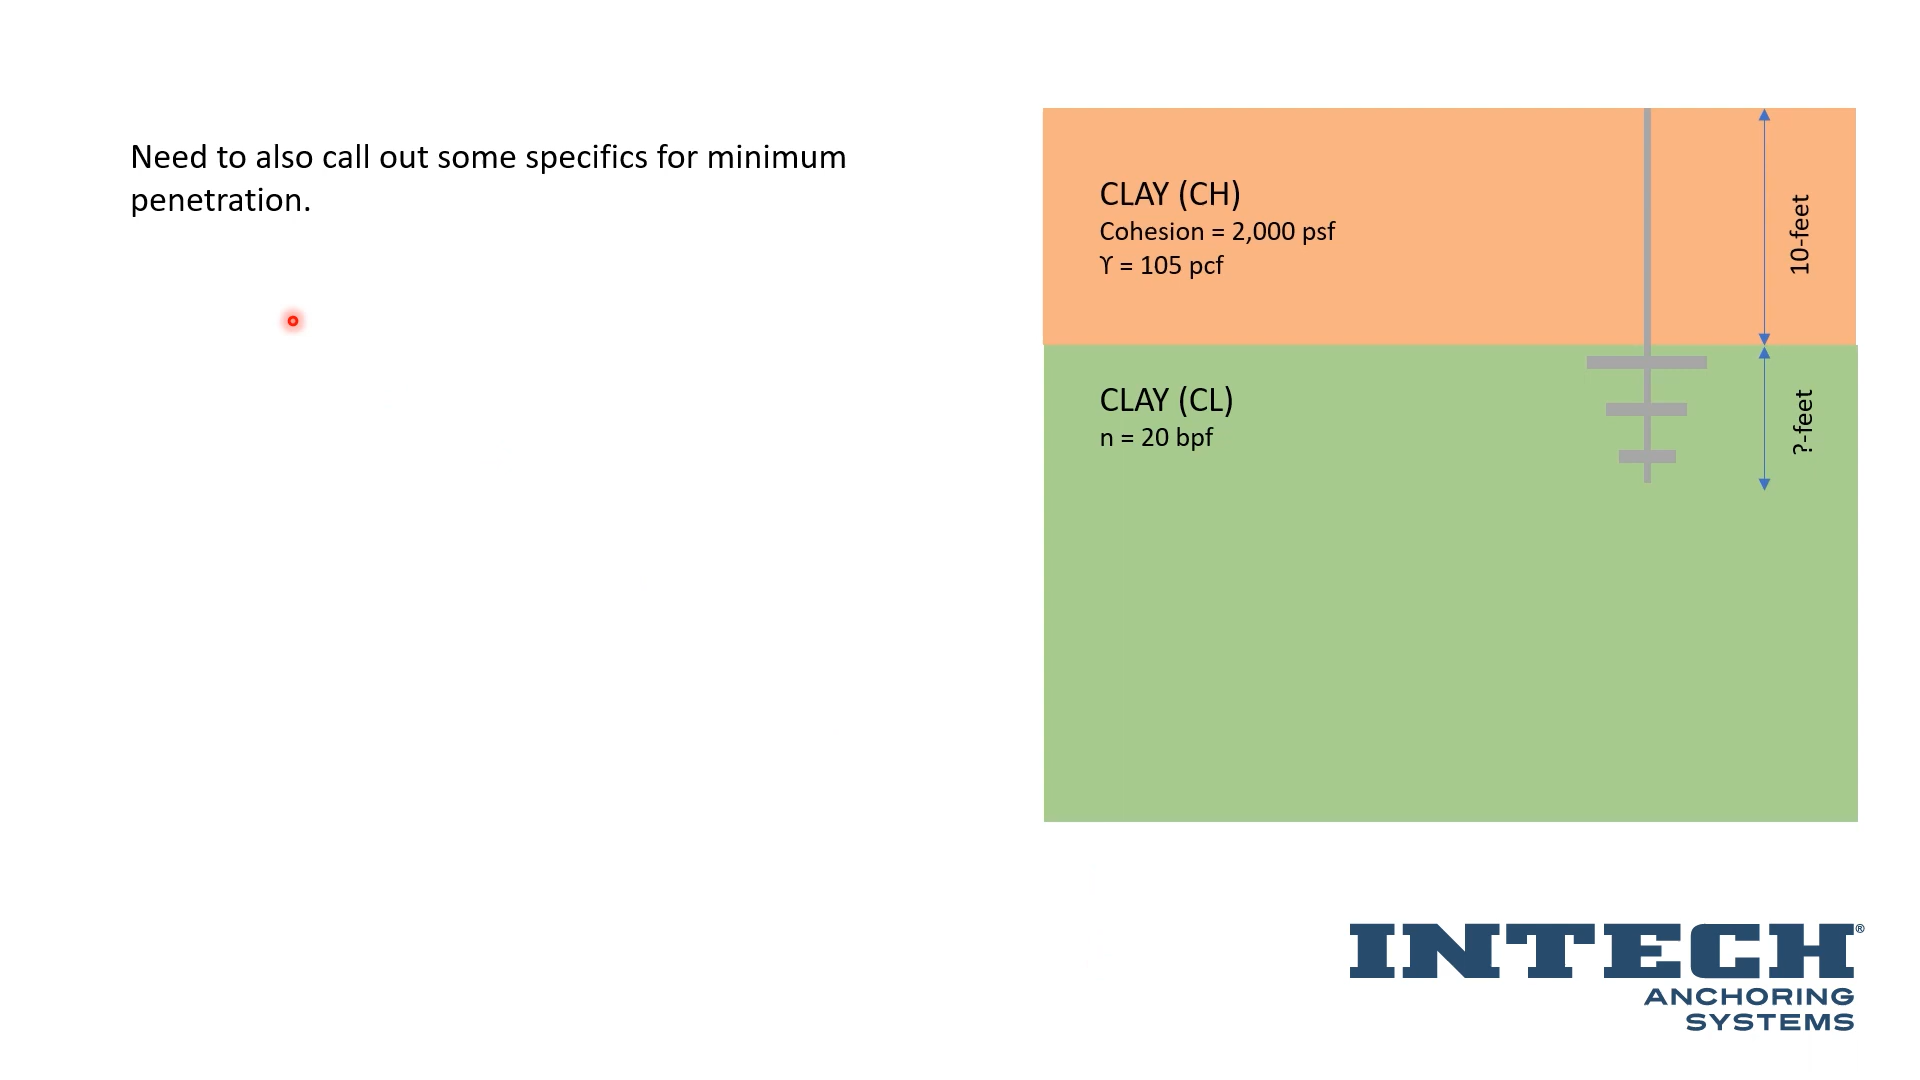 Need to also call out some specifics for minimum
penetration.
CLAY (CH)
Cohesion = 2,000 psf
ϒ = 105 pcf
10-feet
CLAY (CL)
n = 20 bpf
?-feet
INTECH®
ANCHORING
SYSTEMS